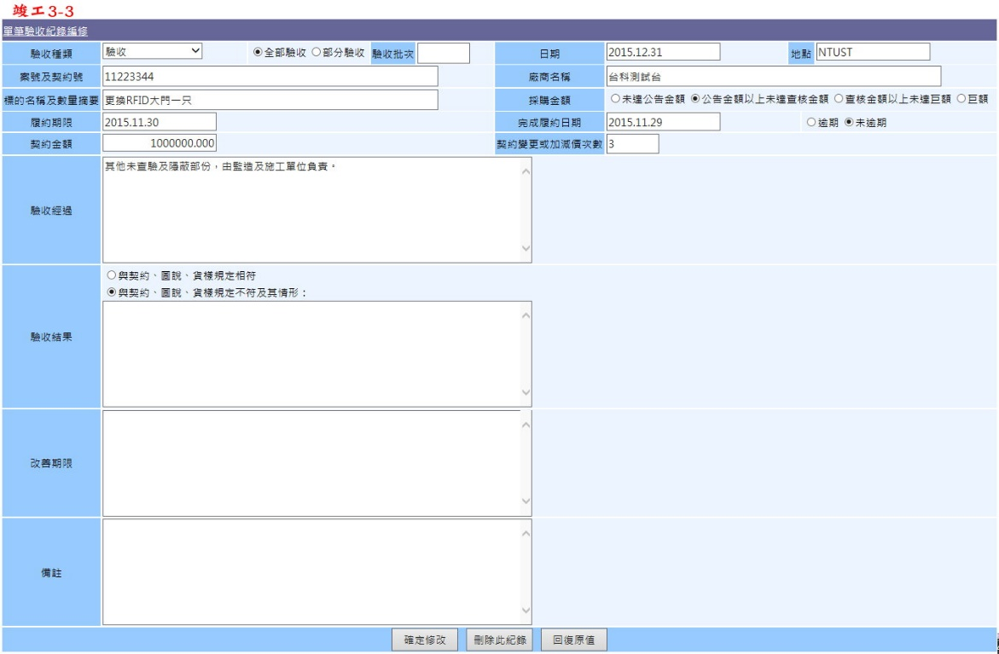 竣工3-3
單筆驗收紀錄編修
驗收種類 驗收 全部驗收 部分驗收 驗收批次 日期 2015.12.31 地點 NTUST
案號及契約號 11223344 廠商名稱 台科測試台
標的名稱及數量摘要 更換RFID大門一只 採購金額 未達公告金額 公告金額以上未達查核金額 查核金額以上未達巨額 巨額
履約期限 2015.11.30 完成履約日期 2015.11.29 逾期 未逾期
契約金額 1000000.000 契約變更或加減價次數 3
驗收經過 其他未查驗及隱蔽部份，由監造及施工單位負責。
驗收結果 與契約、圖說、貨樣規定相符
與契約、圖說、貨樣規定不符及其情形：
改善期限
備註
確定修改 刪除此紀錄 回復原值